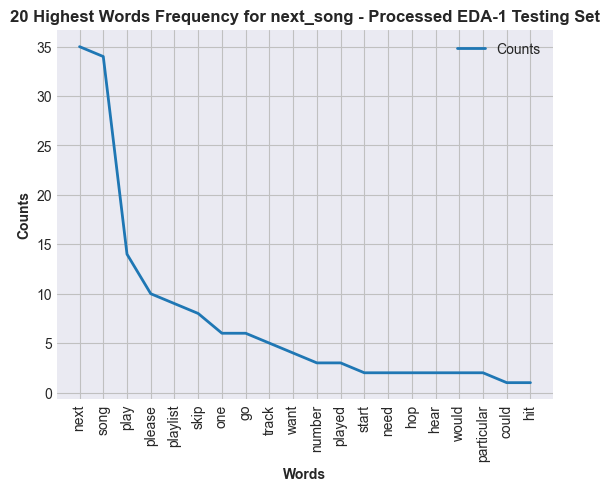 20 Highest Words Frequency for next_song - Processed EDA-1 Testing Set
Counts
35
30
25
20
15
10
5
0
Counts
next
song
play
please
playlist
skip
one
go
track
want
number
played
start
need
hop
hear
would
particular
could
hit
Words